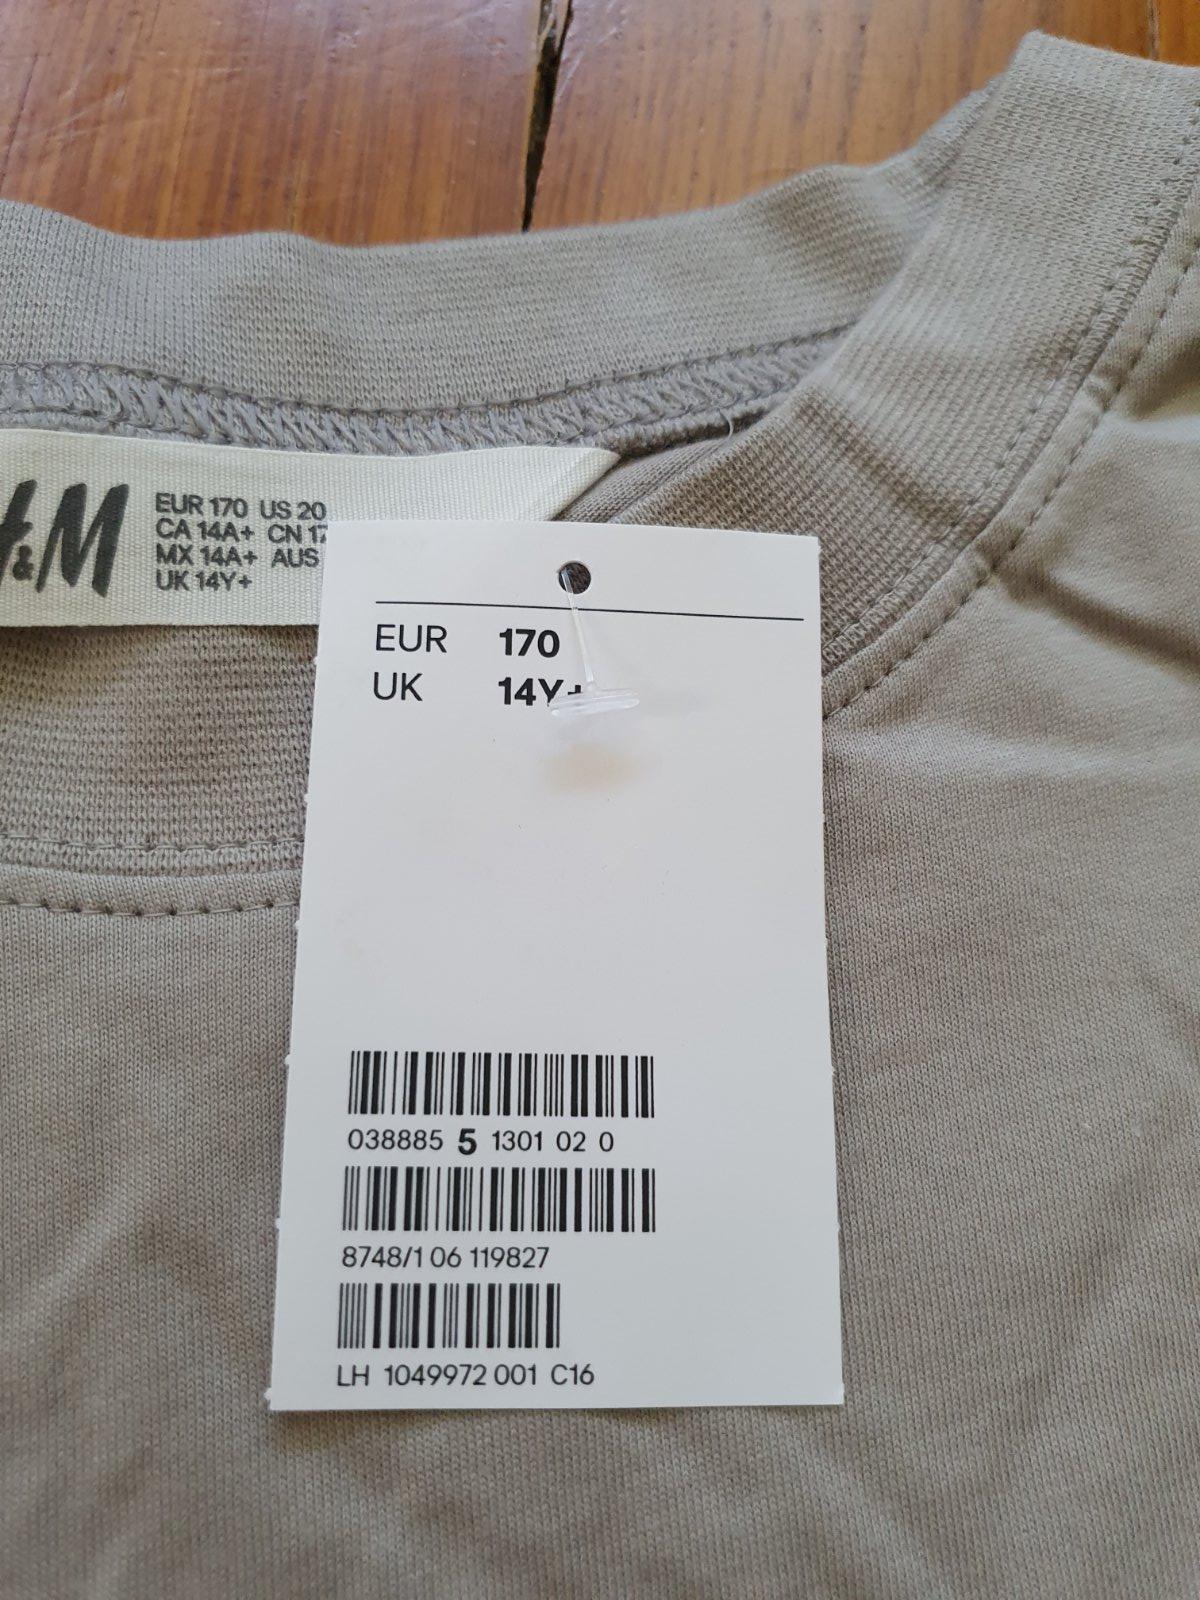 H&M
EUR 170 US 20
CA 14A+ CN 17
MX 14A+ AUS
UK 14Y+
EUR 170
UK 14Y+
038885 5 1301 02 0
8748/1 06 119827
LH 1049972 001 C16